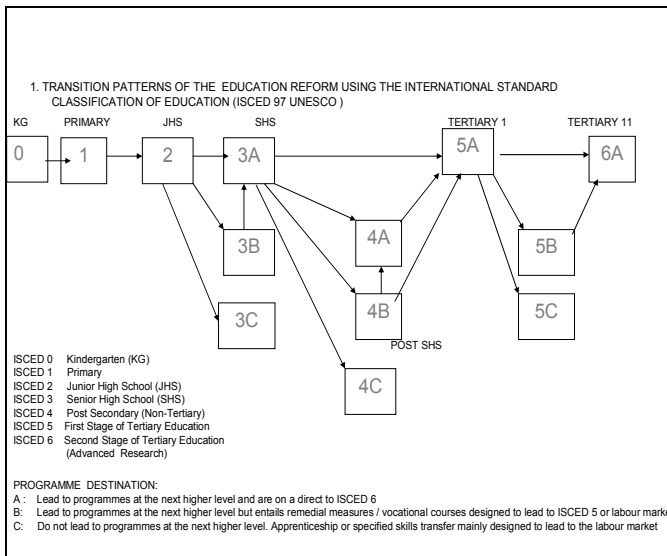 1. TRANSITION PATTERNS OF THE EDUCATION REFORM USING THE INTERNATIONAL STANDARD
CLASSIFICATION OF EDUCATION (ISCED 97 UNESCO )
KG PRIMARY JHS SHS TERTIARY 1 TERTIARY 11
0 1 2 3A 5A 6A
3B 4A 5B
3C 4B 5C
POST SHS
4C
ISCED 0 Kindergarten (KG)
ISCED 1 Primary
ISCED 2 Junior High School (JHS)
ISCED 3 Senior High School (SHS)
ISCED 4 Post Secondary (Non-Tertiary)
ISCED 5 First Stage of Tertiary Education
ISCED 6 Second Stage of Tertiary Education
(Advanced Research)
PROGRAMME DESTINATION:
A : Lead to programmes at the next higher level and are on a direct to ISCED 6
B: Lead to programmes at the next higher level but entails remedial measures / vocational courses designed to lead to ISCED 5 or labour
C: Do not lead to programmes at the next higher level. Apprenticeship or specified skills transfer mainly designed to lead to the labour market